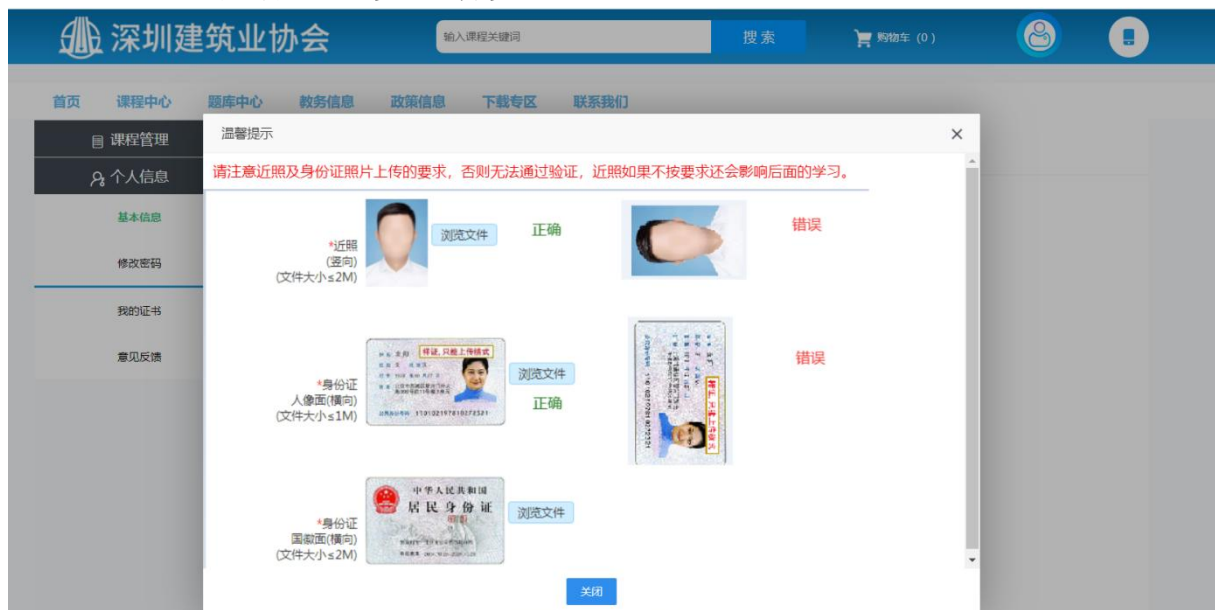 深圳建筑业协会
输入课程关键词
搜 索
购物车（0）
首页 课程中心 题库中心 教务信息 政策信息 下载专区 联系我们
课程管理
个人信息
基本信息
修改密码
我的证书
意见反馈
温馨提示
×
请注意近照及身份证照片上传的要求，否则无法通过验证，近照如果不按要求还会影响后面的学习。
*近照
(竖向)
(文件大小≤2M)
浏览文件
正确
错误
*身份证
人像面(横向)
(文件大小≤1M)
样证,只能上传横式
浏览文件
正确
错误
*身份证
国徽面(横向)
(文件大小≤2M)
中华人民共和国
居民身份证
浏览文件
关闭